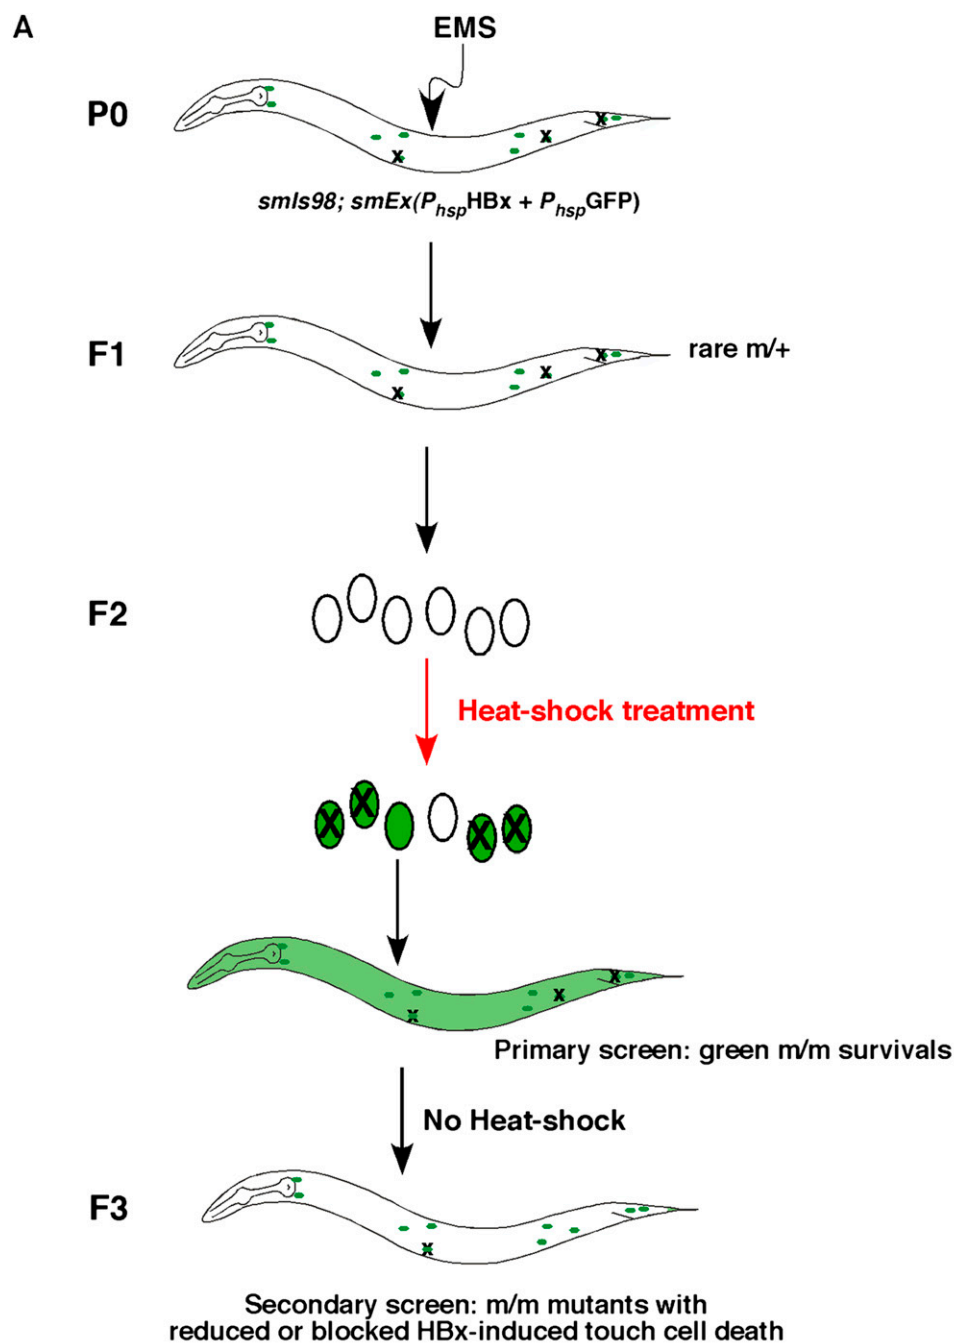 A
EMS
P0
smIs98; smEx(PhspHBx + PhspGFP)
F1
rare m/+
F2
Heat-shock treatment
X X X X
Primary screen: green m/m survivals
No Heat-shock
F3
Secondary screen: m/m mutants with
reduced or blocked HBx-induced touch cell death